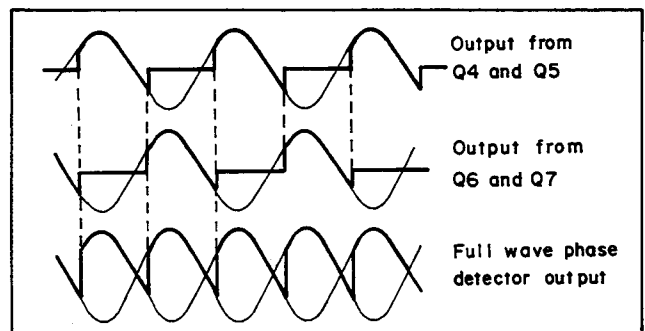 Output from
Q4 and Q5
Output from
Q6 and Q7
Full wave phase
detector output